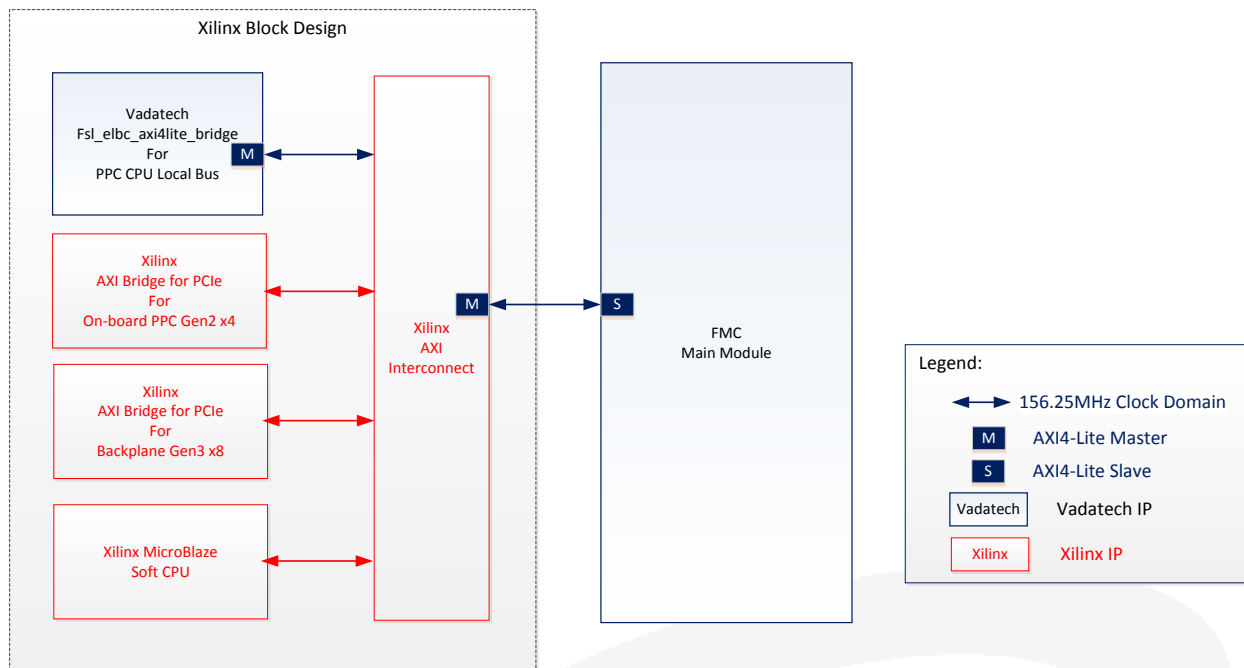 Xilinx Block Design
Vadatech
Fsl_elbc_axi4lite_bridge
For
PPC CPU Local Bus
M
Xilinx
AXI Bridge for PCIe
For
On-board PPC Gen2 x4
Xilinx
AXI Bridge for PCIe
For
Backplane Gen3 x8
Xilinx MicroBlaze
Soft CPU
Xilinx
AXI
Interconnect
M
S
FMC
Main Module
Legend:
156.25MHz Clock Domain
M AXI4-Lite Master
S AXI4-Lite Slave
Vadatech Vadatech IP
Xilinx Xilinx IP